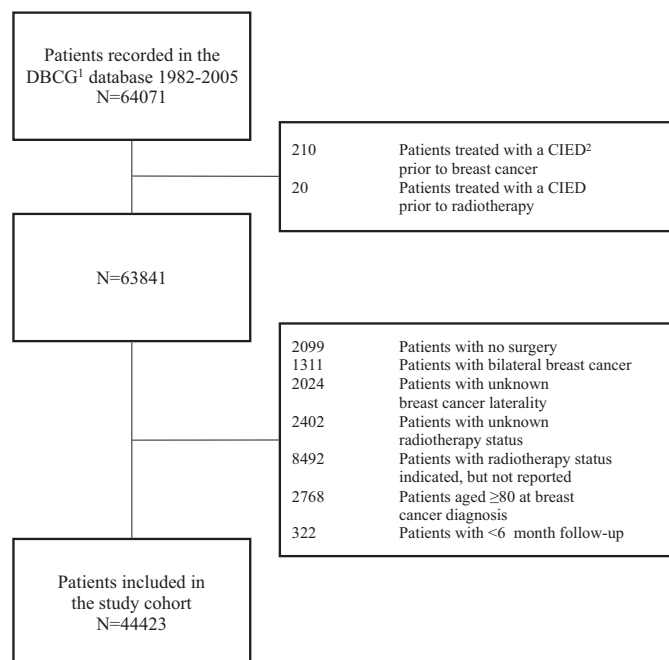 Patients recorded in the
DBCG¹ database 1982-2005
N=64071
210 Patients treated with a CIED²
prior to breast cancer
20 Patients treated with a CIED
prior to radiotherapy
N=63841
2099 Patients with no surgery
1311 Patients with bilateral breast cancer
2024 Patients with unknown
breast cancer laterality
2402 Patients with unknown
radiotherapy status
8492 Patients with radiotherapy status
indicated, but not reported
2768 Patients aged ≥80 at breast
cancer diagnosis
322 Patients with <6 month follow-up
Patients included in
the study cohort
N=44423